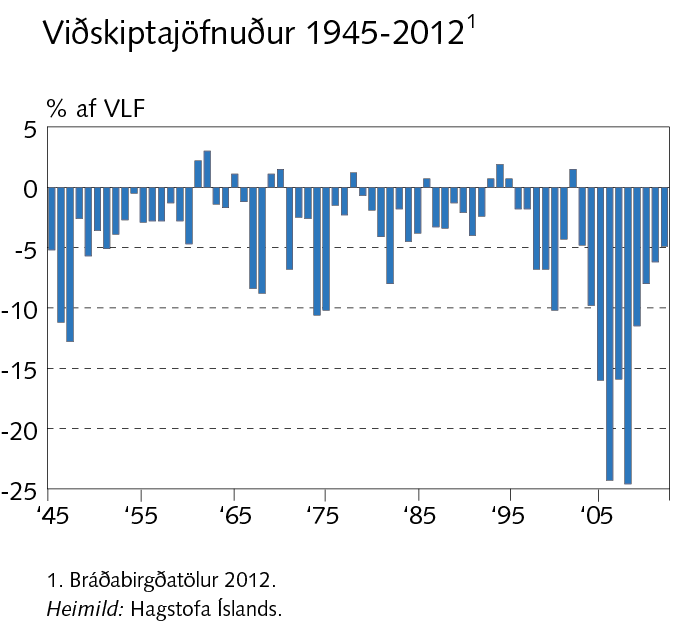 Viðskiptajöfnuður 1945-2012¹
% af VLF
5
0
-5
-10
-15
-20
-25
‘45 ‘55 ‘65 ‘75 ‘85 ‘95 ‘05
1. Bráðabirgðatölur 2012.
Heimild: Hagstofa Íslands.